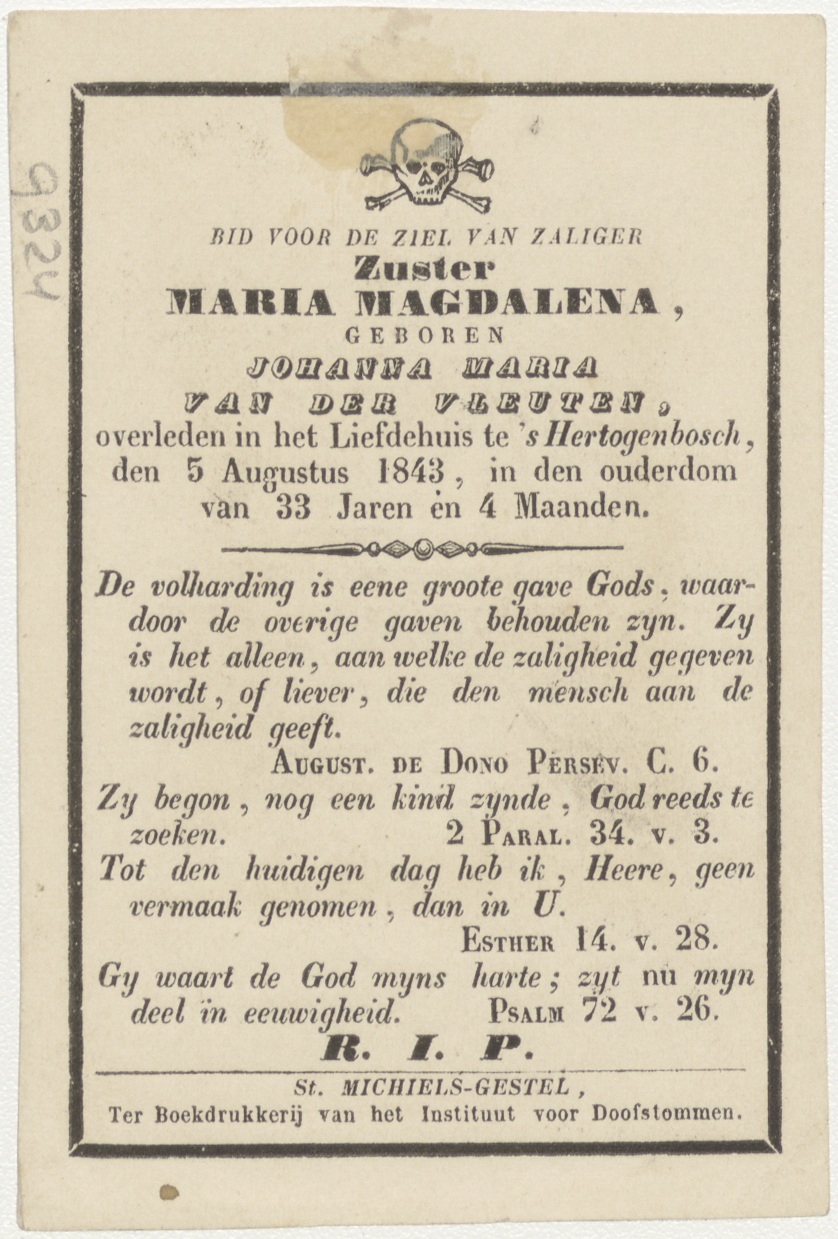 9324
BID VOOR DE ZIEL VAN ZALIGER
Zuster
MARIA MAGDALENA,
GEBOREN
JOHANNA MARIA
VAN DER VLEUTEN,
overleden in het Liefdehuis te 's Hertogenbosch,
den 5 Augustus 1843, in den ouderdom
van 33 Jaren en 4 Maanden.
De volharding is eene groote gave Gods, waar-
door de overige gaven behouden zyn. Zy
is het alleen, aan welke de zaligheid gegeven
wordt, of liever, die den mensch aan de
zaligheid geeft.
AUGUST. DE DONO PERSEV. C. 6.
Zy begon, nog een kind zynde, God reeds te
zoeken. 2 PARAL. 34. v. 3.
Tot den huidigen dag heb ik, Heere, geen
vermaak genomen, dan in U.
ESTHER 14. v. 28.
Gy waart de God myns harte; zyt nu myn
deel in eeuwigheid. PSALM 72 v. 26.
R. I. P.
St. MICHIELS-GESTEL,
Ter Boekdrukkerij van het Instituut voor Doofstommen.